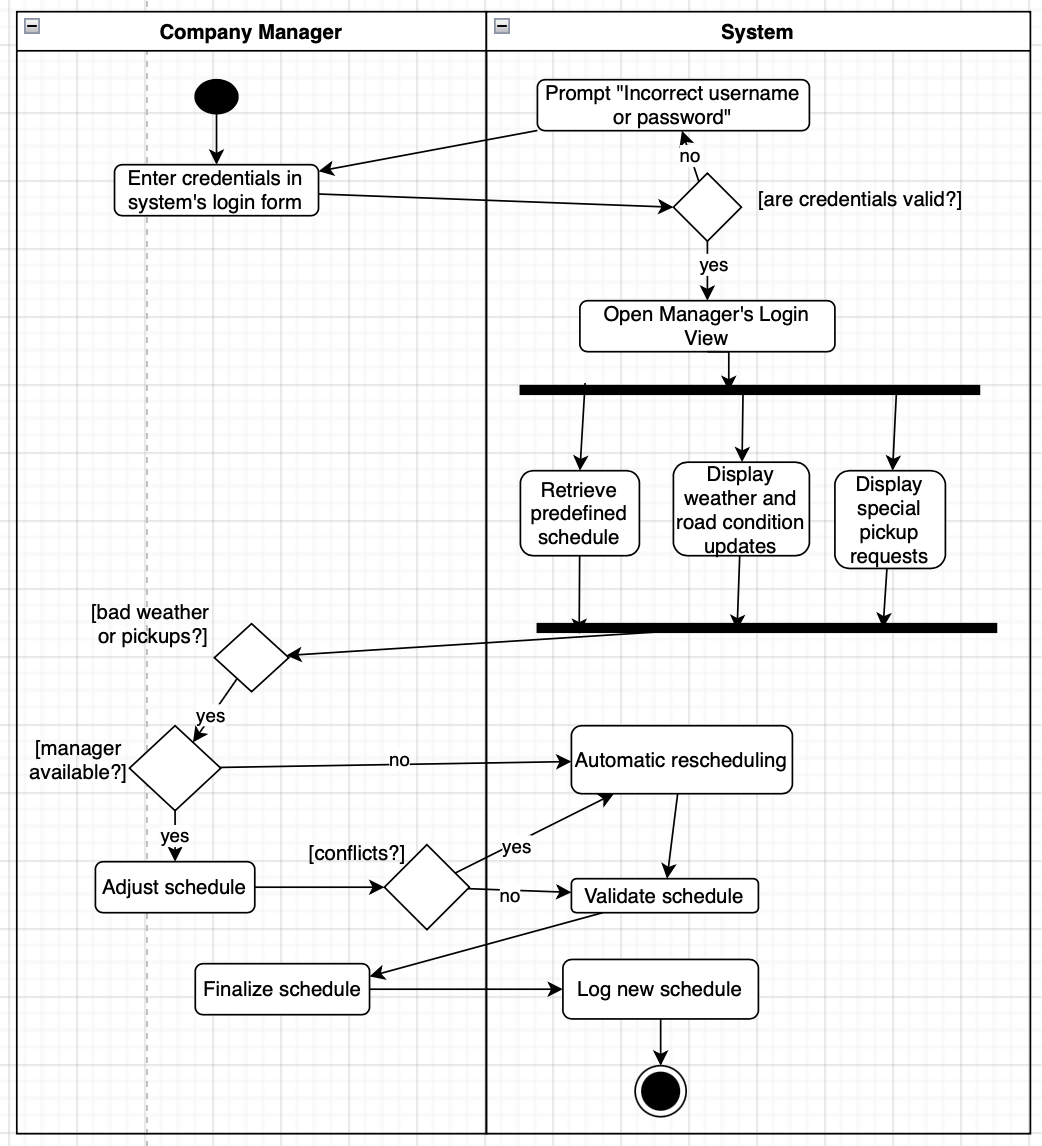 Company Manager
System
Prompt "Incorrect username
or password"
no
Enter credentials in
system's login form
[are credentials valid?]
yes
Open Manager's Login
View
Retrieve
predefined
schedule
Display
weather and
road condition
updates
Display
special
pickup
requests
[bad weather
or pickups?]
yes
[manager
available?]
no
Automatic rescheduling
yes
[conflicts?]
yes
Adjust schedule
no
Validate schedule
Finalize schedule
Log new schedule